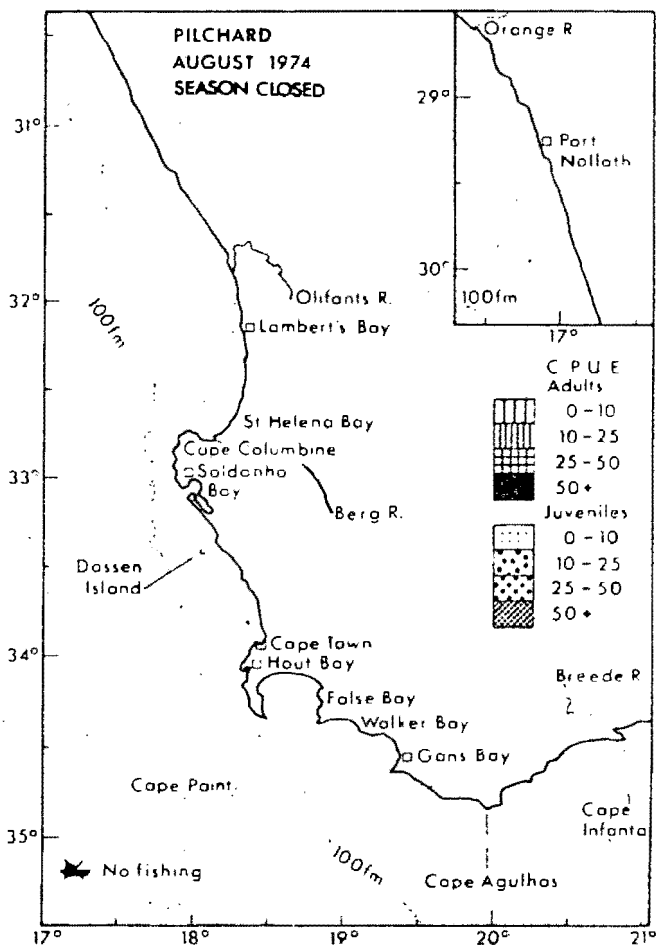 PILCHARD
AUGUST 1974
SEASON CLOSED
Orange R
29°
Port
Nolloth
30°
100fm
17°
31°
32°
33°
34°
35°
100fm
Olifants R.
Lambert's Bay
St Helena Bay
Cape Columbine
Saldanha
Bay
Berg R.
Dassen
Island
Cape Town
Hout Bay
False Bay
Walker Bay
Gans Bay
Breede R
Cape Point
Cape
Infanta
Cape Agulhas
100fm
No fishing
C P U E
Adults
0-10
10-25
25-50
50+
Juveniles
0-10
10-25
25-50
50+
17°
18°
19°
20°
21°